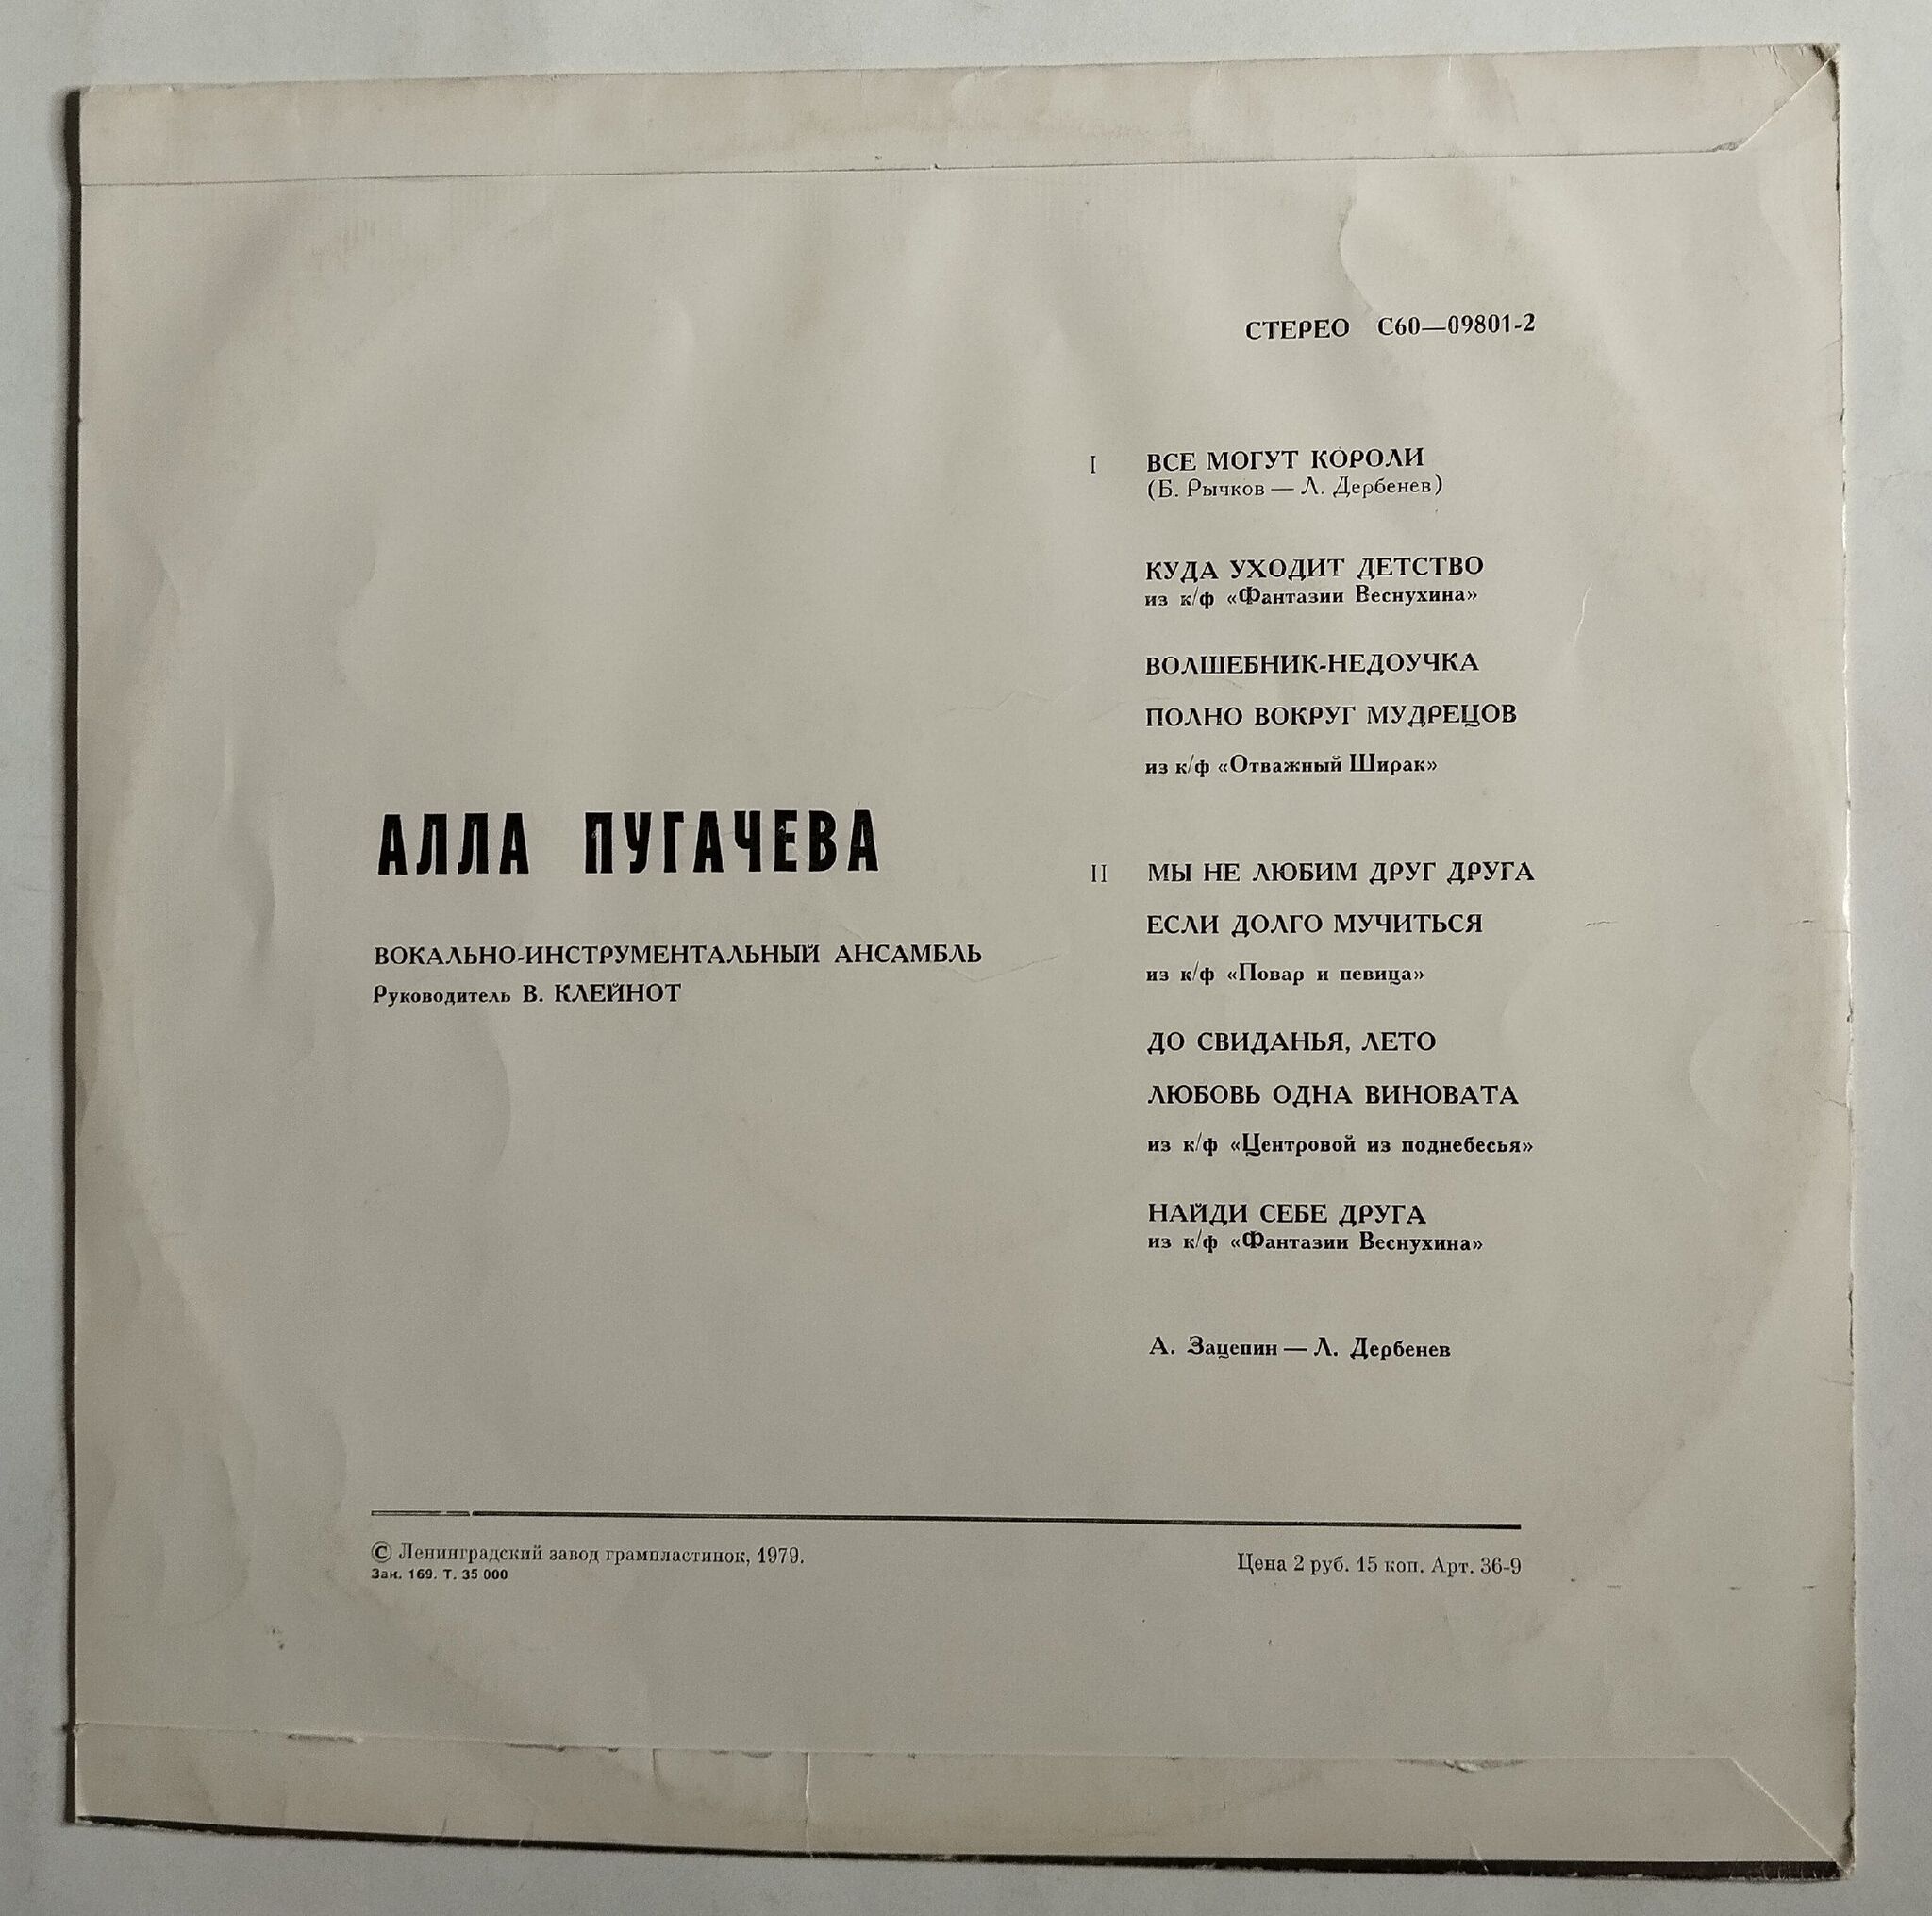 СТЕРЕО С60—09801-2
I ВСЕ МОГУТ КОРОЛИ
(Б. Рычков — Л. Дербенев)
КУДА УХОДИТ ДЕТСТВО
из к/ф «Фантазии Веснухина»
ВОЛШЕБНИК-НЕДОУЧКА
ПОЛНО ВОКРУГ МУДРЕЦОВ
из к/ф «Отважный Ширак»
АЛЛА ПУГАЧЕВА
ВОКАЛЬНО-ИНСТРУМЕНТАЛЬНЫЙ АНСАМБЛЬ
Руководитель В. КЛЕЙНОТ
II МЫ НЕ ЛЮБИМ ДРУГ ДРУГА
ЕСЛИ ДОЛГО МУЧИТЬСЯ
из к/ф «Повар и певица»
ДО СВИДАНЬЯ, ЛЕТО
ЛЮБОВЬ ОДНА ВИНОВАТА
из к/ф «Центровой из поднебесья»
НАЙДИ СЕБЕ ДРУГА
из к/ф «Фантазии Веснухина»
А. Зацепин — Л. Дербенев
© Ленинградский завод грампластинок, 1979.
Зак. 169. Т. 35 000
Цена 2 руб. 15 коп. Арт. 36-9